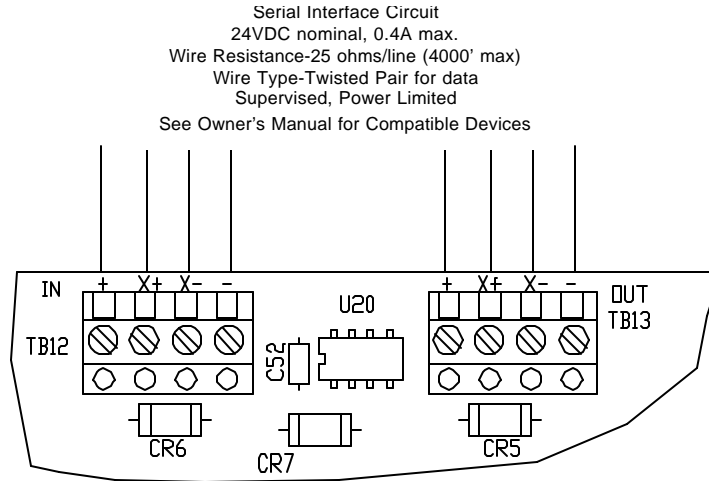 Serial Interface Circuit
24VDC nominal, 0.4A max.
Wire Resistance-25 ohms/line (4000' max)
Wire Type-Twisted Pair for data
Supervised, Power Limited
See Owner's Manual for Compatible Devices
IN + X+ X- -
+ X+ X- - OUT
TB12
U20
TB13
C52
CR6
CR7
CR5